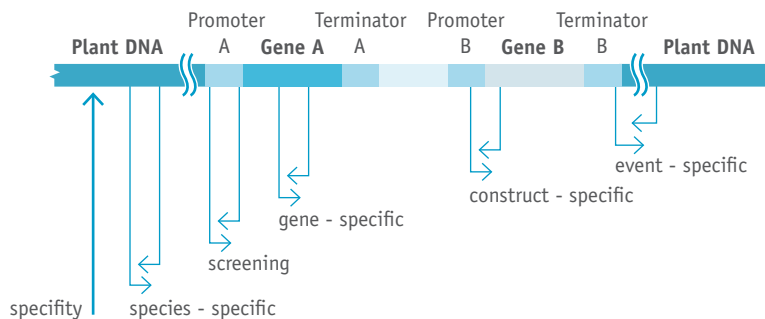 Promoter
Terminator
Promoter
Terminator
Plant DNA
A
Gene A
A
B
Gene B
B
Plant DNA
event - specific
construct - specific
gene - specific
screening
specifity
species - specific